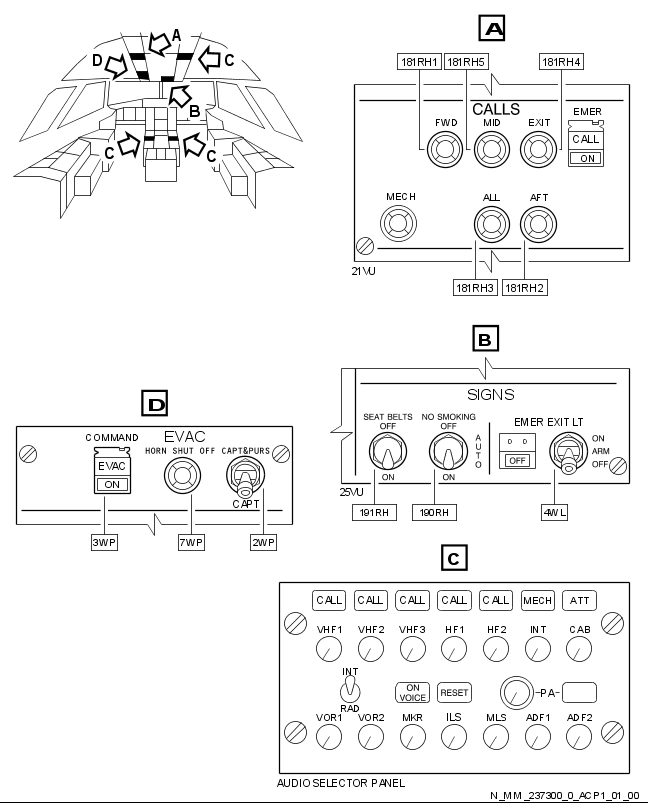 A
D
C
B
C
C
A
181RH1
181RH5
181RH4
CALLS
EMER
FWD
MID
EXIT
CALL
ON
MECH
ALL
AFT
21VU
181RH3
181RH2
B
SIGNS
SEAT BELTS
OFF
NO SMOKING
OFF
EMER EXIT LT
AUTO
OFF
ON
ARM
OFF
ON
ON
25VU
191RH
190RH
4WL
D
COMMAND
EVAC
HORN SHUT OFF
CAPT&PURS
EVAC
ON
CAPT
3WP
7WP
2WP
C
CALL
CALL
CALL
CALL
CALL
MECH
ATT
VHF1
VHF2
VHF3
HF1
HF2
INT
CAB
INT
RAD
ON
VOICE
RESET
PA
VOR1
VOR2
MKR
ILS
MLS
ADF1
ADF2
AUDIO SELECTOR PANEL
N_MM_237300_0_ACP1_01_00